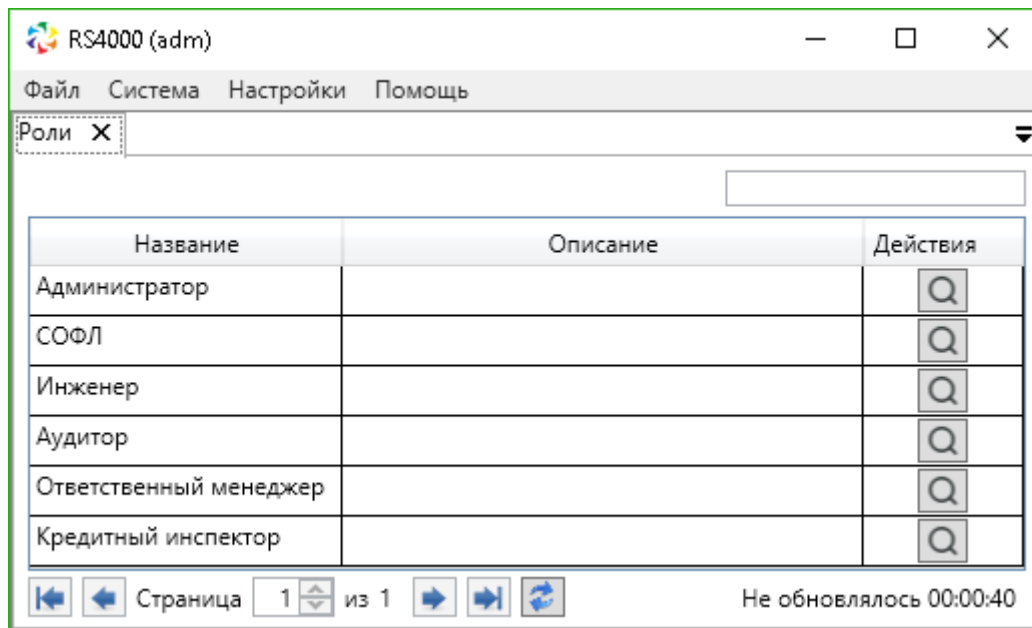 RS4000 (adm)
Файл Система Настройки Помощь
Роли
Название Описание Действия
Администратор
СОФЛ
Инженер
Аудитор
Ответственный менеджер
Кредитный инспектор
Страница 1 из 1 Не обновлялось 00:00:40